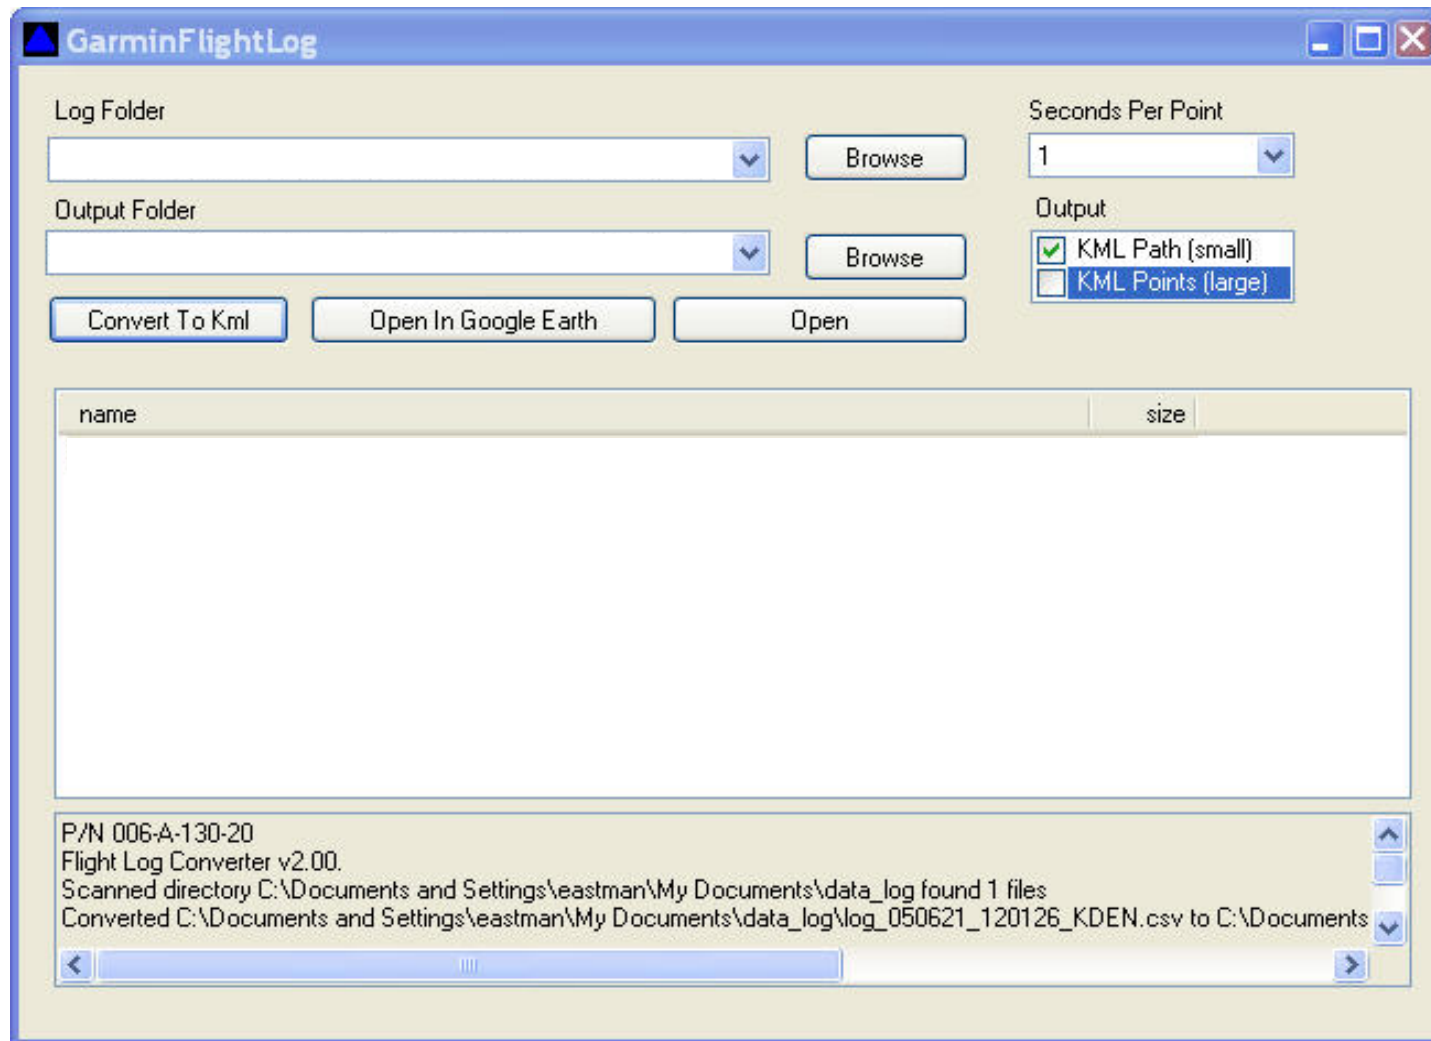 GarminFlightLog
Log Folder
Browse
Seconds Per Point
1
Output Folder
Browse
Output
KML Path (small)
KML Points (large)
Convert To Kml
Open In Google Earth
Open
name size
P/N 006-A-130-20
Flight Log Converter v2.00.
Scanned directory C:\Documents and Settings\eastman\My Documents\data_log found 1 files
Converted C:\Documents and Settings\eastman\My Documents\data_log\log_050621_120126_KDEN.csv to C:\Documents